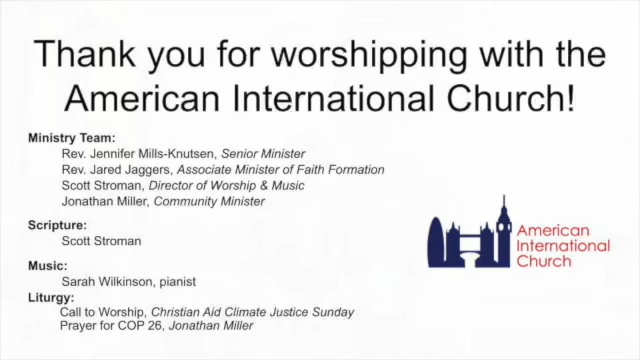 Thank you for worshipping with the
American International Church!
Ministry Team:
Rev. Jennifer Mills-Knutsen, Senior Minister
Rev. Jared Jaggers, Associate Minister of Faith Formation
Scott Stroman, Director of Worship & Music
Jonathan Miller, Community Minister
Scripture:
Scott Stroman
Music:
Sarah Wilkinson, pianist
Liturgy:
Call to Worship, Christian Aid Climate Justice Sunday
Prayer for COP 26, Jonathan Miller
American
International
Church